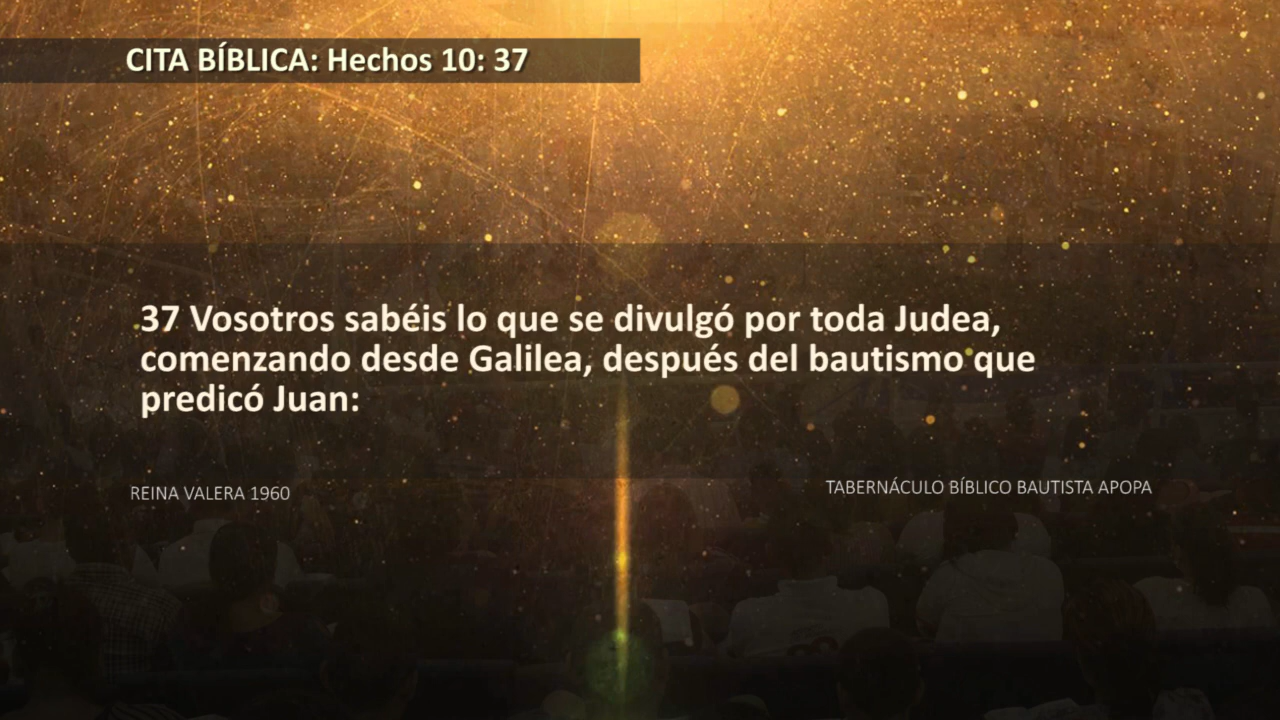 CITA BÍBLICA: Hechos 10: 37
37 Vosotros sabéis lo que se divulgó por toda Judea,
comenzando desde Galilea, después del bautismo que
predicó Juan:
REINA VALERA 1960
TABERNÁCULO BÍBLICO BAUTISTA APOPA